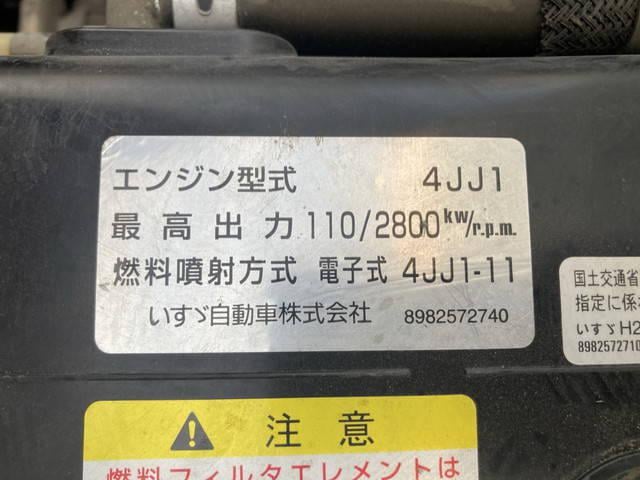 エンジン型式 4JJ1
最高出力 110/2800kw/r.p.m.
燃料噴射方式 電子式 4JJ1-11
いすゞ自動車株式会社 8982572740
国土交通省
指定に係
いすゞH2
8982572710
注意
燃料フィルタエレメントは